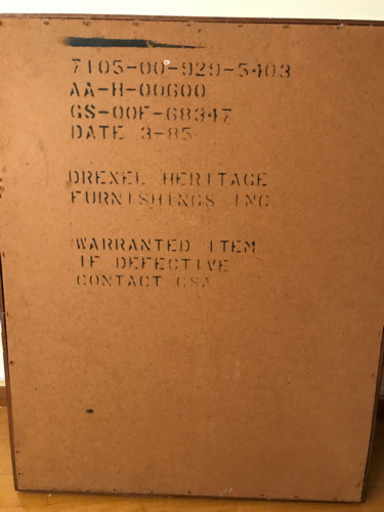 7105-00-929-5403
AA-H-00600
GS-00F-68347
DATE 3-85
DREXEL HERITAGE
FURNISHINGS INC.
WARRANTED ITEM
IF DEFECTIVE
CONTACT GSA